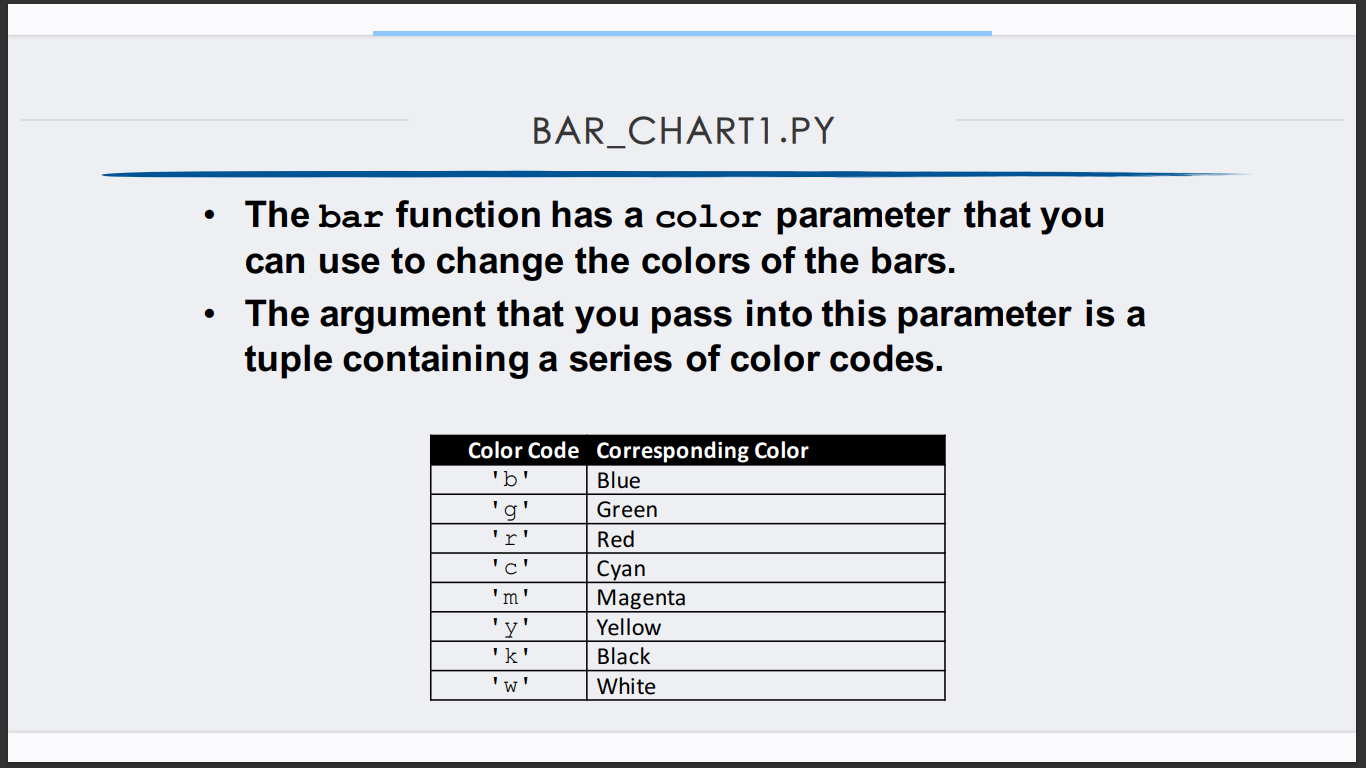 BAR_CHART1.PY
• The bar function has a color parameter that you
can use to change the colors of the bars.
• The argument that you pass into this parameter is a
tuple containing a series of color codes.
Color Code Corresponding Color
'b' Blue
'g' Green
'r' Red
'c' Cyan
'm' Magenta
'y' Yellow
'k' Black
'w' White